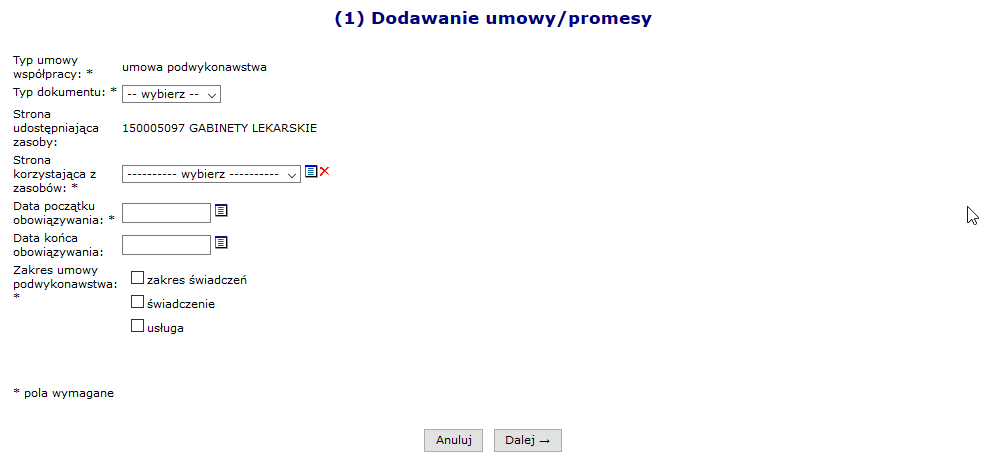 (1) Dodawanie umowy/promesy
Typ umowy
współpracy: *
umowa podwykonawstwa
Typ dokumentu: *
-- wybierz --
Strona
udostępniająca
zasoby:
150005097 GABINETY LEKARSKIE
Strona
korzystająca z
zasobów: *
---------- wybierz ----------
Data początku
obowiązywania: *
Data końca
obowiązywania:
Zakres umowy
podwykonawstwa:
*
zakres świadczeń
świadczenie
usługa
* pola wymagane
Anuluj
Dalej →